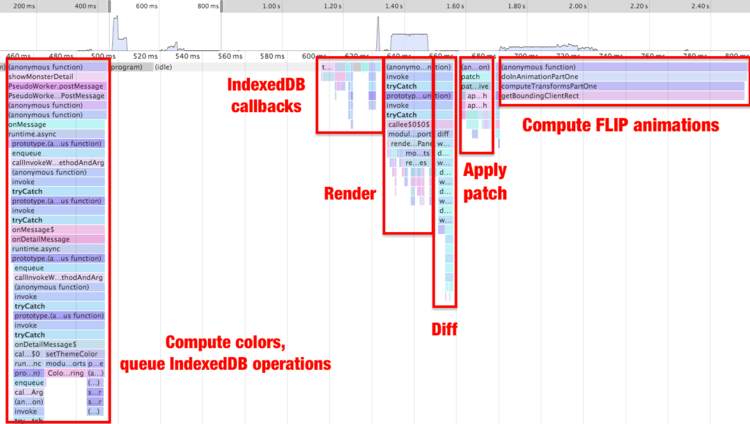 200 ms 400 ms 600 ms 800 ms 1.00 s 1.20 s 1.40 s 1.60 s 1.80 s 2.00 s 2.20 s
460 ms 480 ms 500 ms 520 ms 540 ms 560 ms 580 ms 600 ms 620 ms 640 ms 660 ms 680 ms 700 ms 720 ms 740 ms 760 ms 780 ms 800 ms
(anonymous function) program) (idle) t... (anonymo...nction) (an...on) (anonymous function)
showMonsterDetail invoke patch doInAnimationPartOne
PseudoWorker.postMessage tryCatch pat...ive computeTransformsPartOne
PseudoWorke...PostMessage prototyp...unction) ap...h getBoundingClientRect
(anonymous function) invoke ap...h
(anonymous function) tryCatch
onMessage callee$0$0$
runtime.async modul...port diff
prototype.(a...us function) rende...Pane w...
enqueue mo...ts d...
callInvokeW...ethodAndArg re...es w...
(anonymous function) d...
invoke w...
tryCatch d...
prototype.(a...us function) w...
invoke d...
tryCatch w...
onMessage$
onDetailMessage
runtime.async
prototype.(a...us function)
enqueue
callInvokeW...thodAndArg
(anonymous function)
invoke
tryCatch
prototype.(a...us function)
invoke
tryCatch
onDetailMessage$
cal...$0 setThemeColor
run...nc modu...orts p...e
pro...n) Colo...ring (a...)
enqueue (...)
cal...Arg s...r
(an...on) s...r
invoke (...)
try...tch
IndexedDB
callbacks
Compute FLIP animations
Render
Apply
patch
Diff
Compute colors,
queue IndexedDB operations